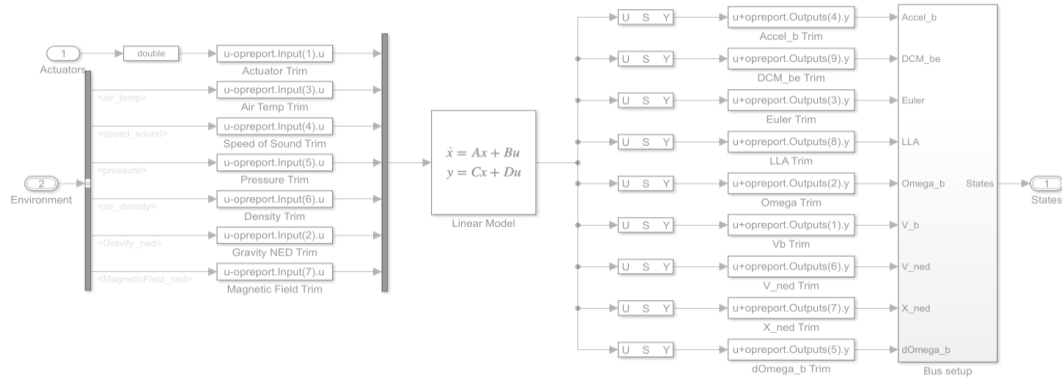 1
Actuators
double
u-opreport.Input(1).u
Actuator Trim
<air_temp>
u-opreport.Input(3).u
Air Temp Trim
<speed_sound>
u-opreport.Input(4).u
Speed of Sound Trim
<pressure>
u-opreport.Input(5).u
Pressure Trim
2
Environment
<air_density>
u-opreport.Input(6).u
Density Trim
<Gravity_ned>
u-opreport.Input(2).u
Gravity NED Trim
<MagneticField_ned>
u-opreport.Input(7).u
Magnetic Field Trim
ẋ = Ax + Bu
y = Cx + Du
Linear Model
U S Y
u+opreport.Outputs(4).y
Accel_b Trim
Accel_b
U S Y
u+opreport.Outputs(9).y
DCM_be Trim
DCM_be
U S Y
u+opreport.Outputs(3).y
Euler Trim
Euler
U S Y
u+opreport.Outputs(8).y
LLA Trim
LLA
U S Y
u+opreport.Outputs(2).y
Omega Trim
Omega_b
U S Y
u+opreport.Outputs(1).y
Vb Trim
V_b
U S Y
u+opreport.Outputs(6).y
V_ned Trim
V_ned
U S Y
u+opreport.Outputs(7).y
X_ned Trim
X_ned
U S Y
u+opreport.Outputs(5).y
dOmega_b Trim
dOmega_b
States
Bus setup
1
States